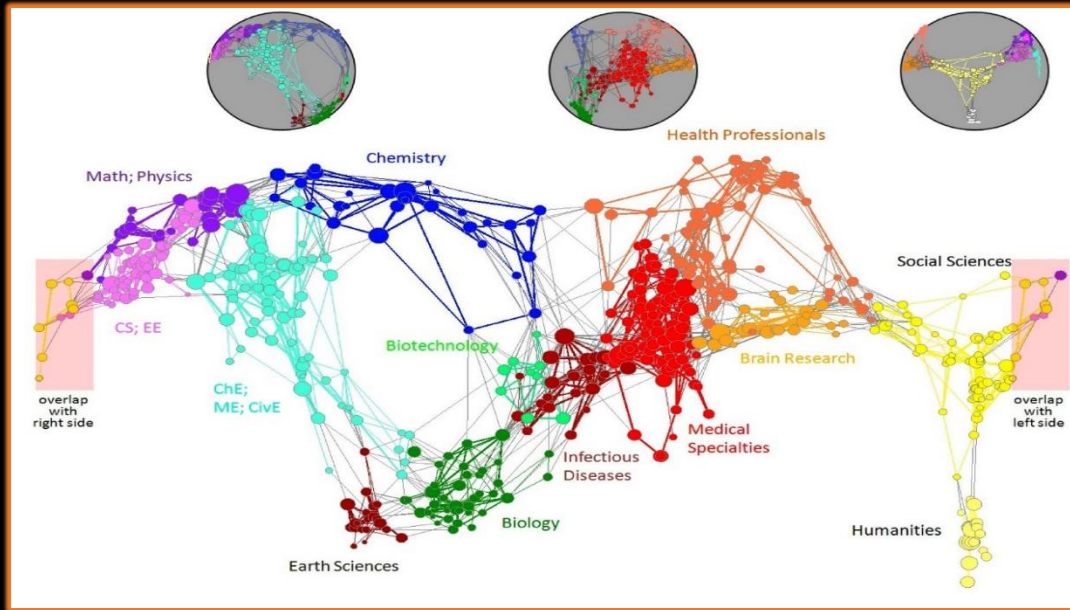 Health Professionals
Chemistry
Math; Physics
Social Sciences
CS; EE
Biotechnology
Brain Research
ChE;
ME; CivE
overlap
with
right side
overlap
with
left side
Medical
Specialties
Infectious
Diseases
Biology
Humanities
Earth Sciences